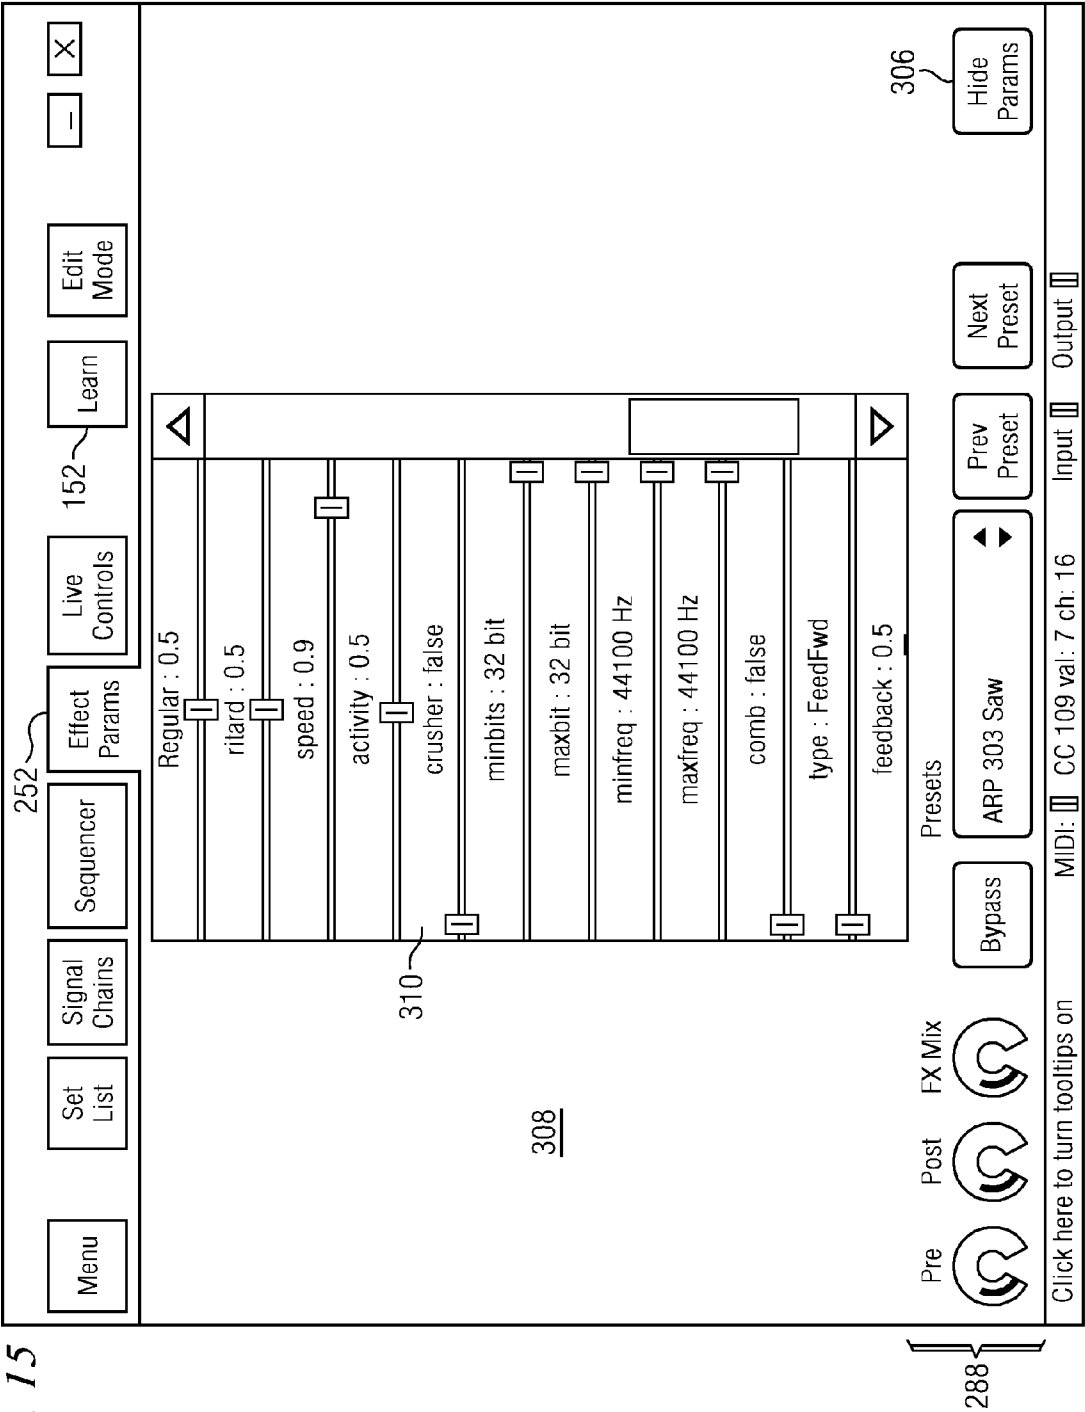 . 15
252
152
Menu
Set
List
Signal
Chains
Sequencer
Effect
Params
Live
Controls
Learn
Edit
Mode
– X
Regular : 0.5
ritard : 0.5
speed : 0.9
activity : 0.5
310
crusher : false
minbits : 32 bit
308
maxbit : 32 bit
minfreq : 44100 Hz
maxfreq : 44100 Hz
comb : false
type : FeedFwd
feedback : 0.5
306
Pre
Post
FX Mix
Presets
Bypass
ARP 303 Saw
Prev
Preset
Next
Preset
Hide
Params
288
Click here to turn tooltips on
MIDI: CC 109 val: 7 ch: 16
Input
Output